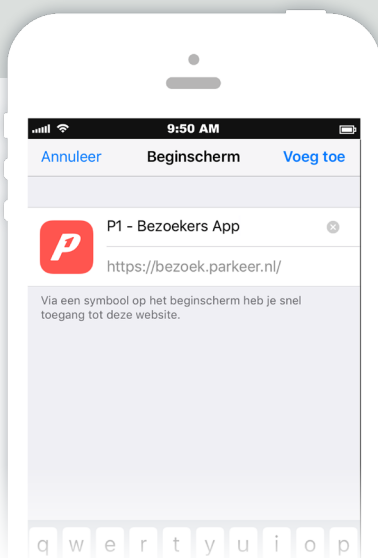 9:50 AM
Annuleer Beginscherm Voeg toe
P1 - Bezoekers App
https://bezoek.parkeer.nl/
Via een symbool op het beginscherm heb je snel
toegang tot deze website.
q w e r t y u i o p